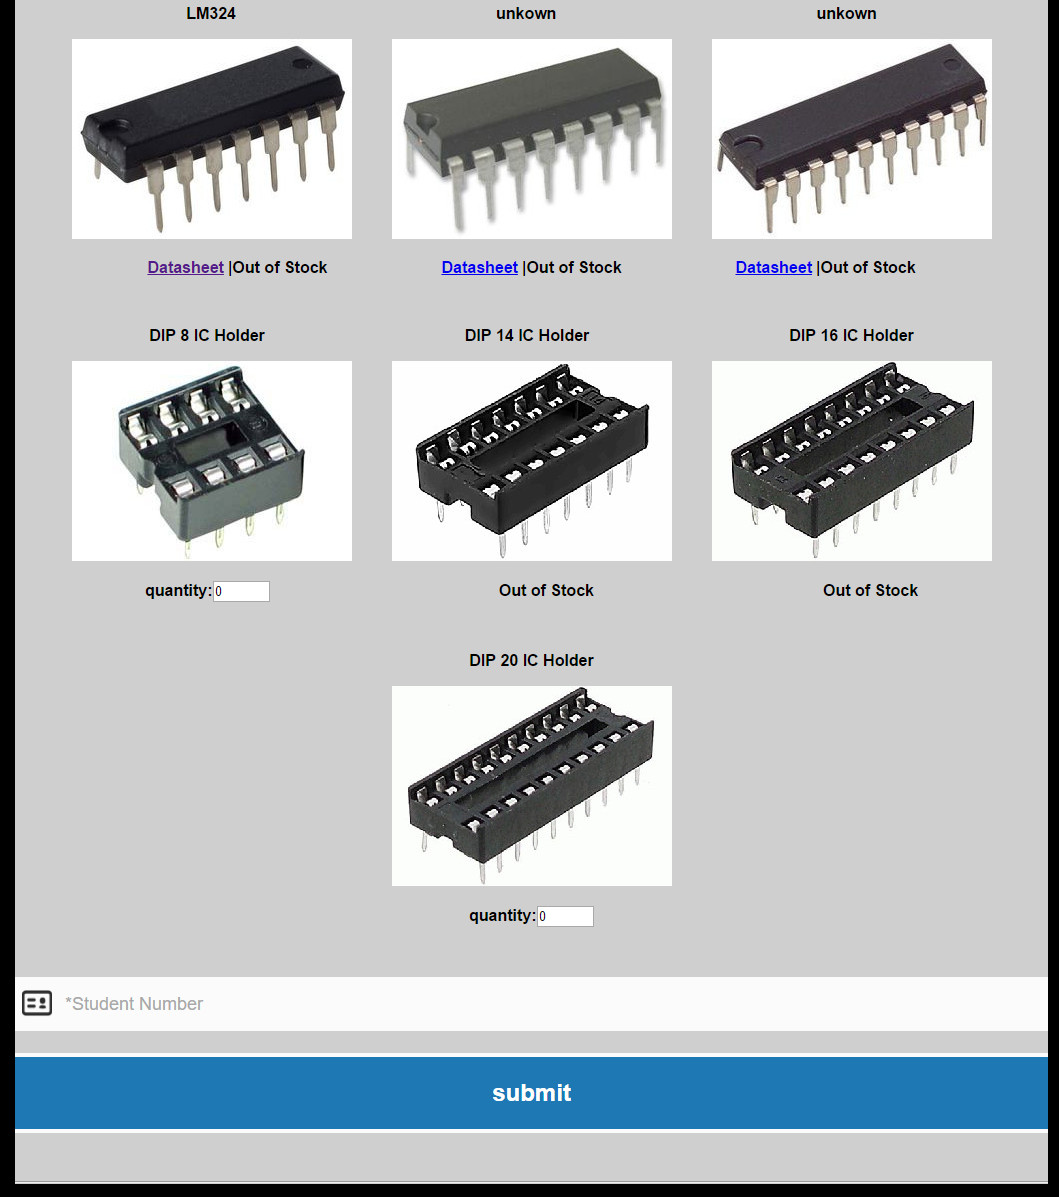 LM324 unkown unkown
Datasheet |Out of Stock Datasheet |Out of Stock Datasheet |Out of Stock
DIP 8 IC Holder DIP 14 IC Holder DIP 16 IC Holder
quantity:0 Out of Stock Out of Stock
DIP 20 IC Holder
quantity:0
*Student Number
submit